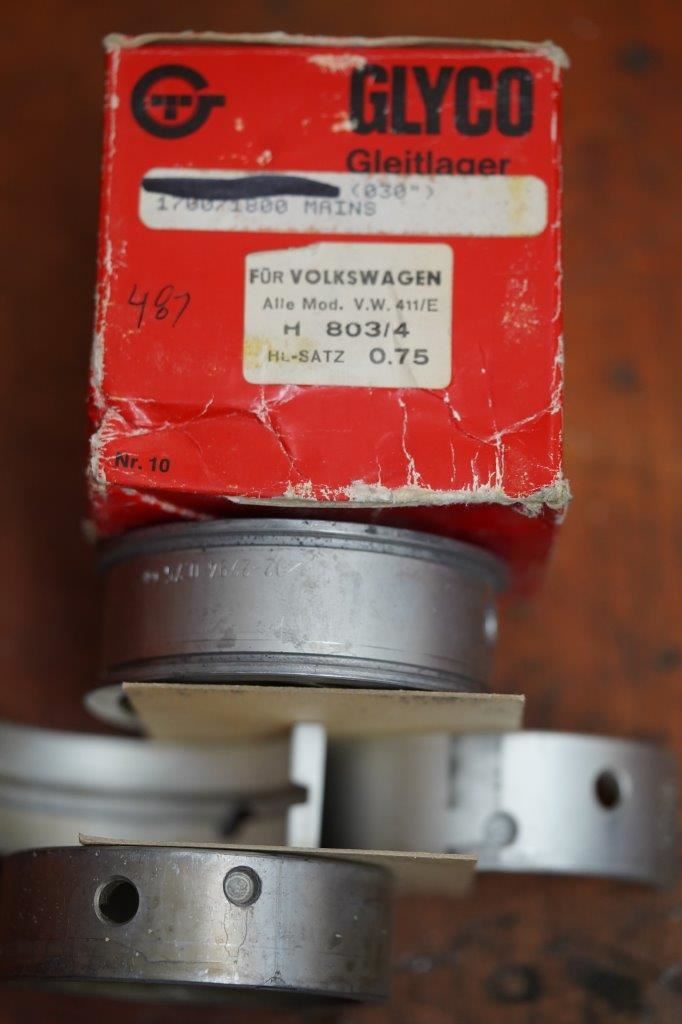 GLYCO
Gleitlager
(030")
1700/1800 MAINS
FÜR VOLKSWAGEN
Alle Mod. V.W. 411/E
H 803/4
HL-SATZ 0.75
487
Nr. 10